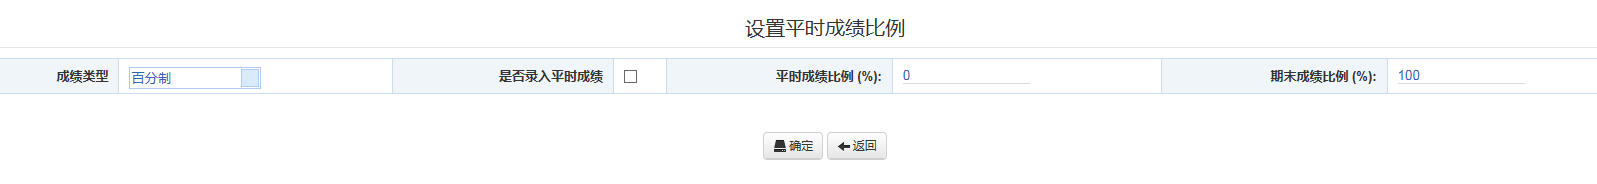 设置平时成绩比例
成绩类型 百分制 是否录入平时成绩 平时成绩比例 (%): 0 期末成绩比例 (%): 100
确定 返回